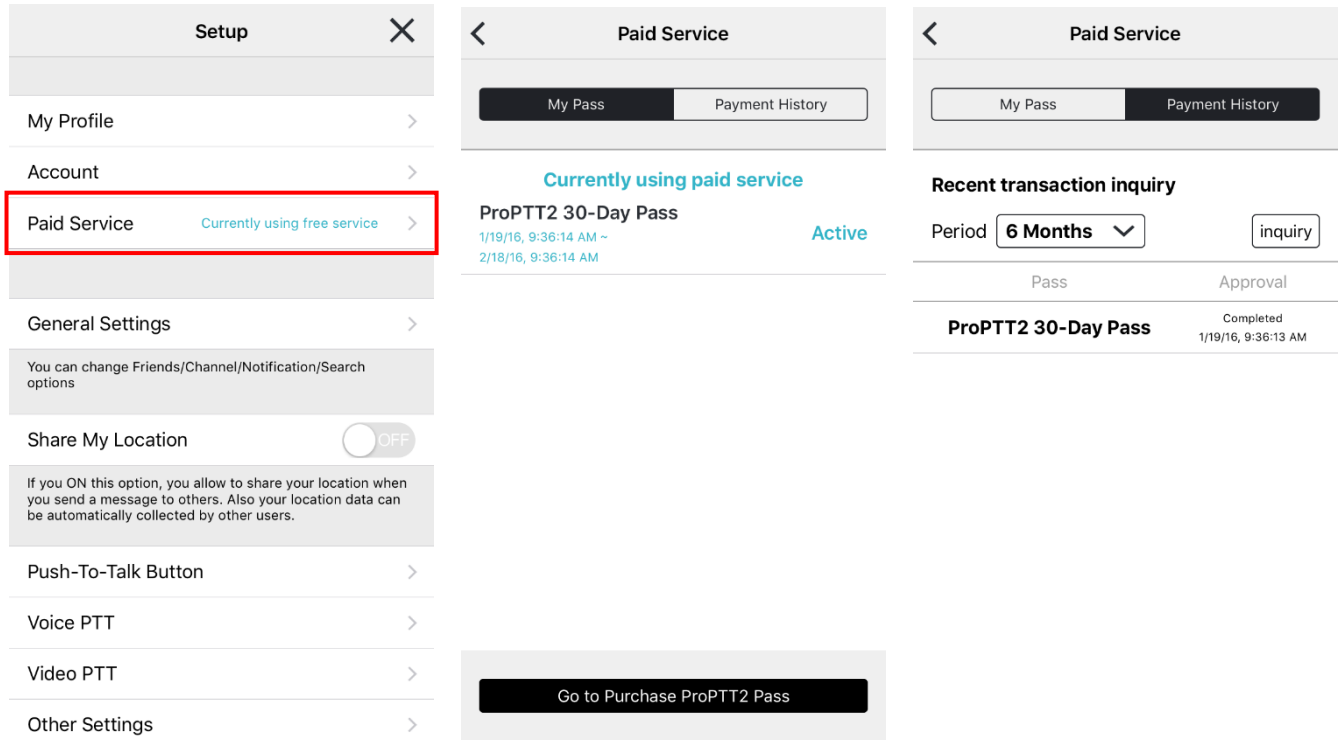 Setup
My Profile
Account
Paid Service Currently using free service
General Settings
You can change Friends/Channel/Notification/Search
options
Share My Location OFF
If you ON this option, you allow to share your location when
you send a message to others. Also your location data can
be automatically collected by other users.
Push-To-Talk Button
Voice PTT
Video PTT
Other Settings
Paid Service
My Pass Payment History
Currently using paid service
ProPTT2 30-Day Pass
1/19/16, 9:36:14 AM ~
Active
2/18/16, 9:36:14 AM
Go to Purchase ProPTT2 Pass
Paid Service
My Pass Payment History
Recent transaction inquiry
Period 6 Months inquiry
Pass Approval
ProPTT2 30-Day Pass
Completed
1/19/16, 9:36:13 AM